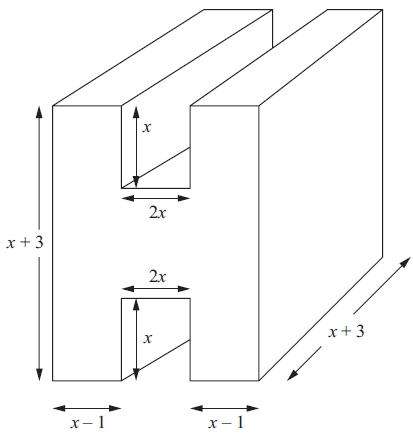 x
2x
x + 3
2x
x
x + 3
x – 1
x – 1